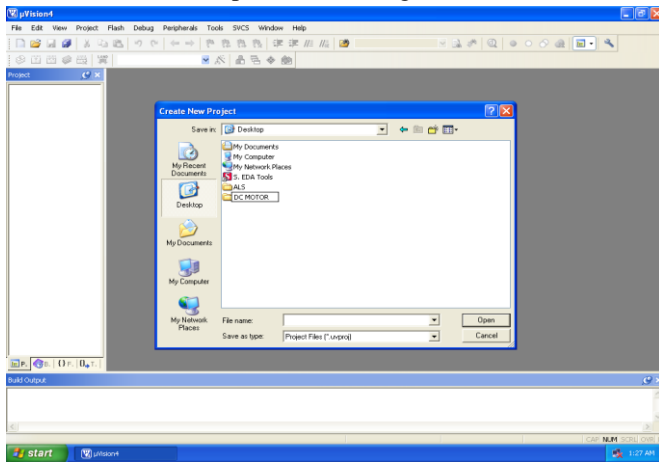 µVision4
File Edit View Project Flash Debug Peripherals Tools SVCS Window Help
Project
Create New Project
Save in: Desktop
My Documents
My Computer
My Network Places
S. EDA Tools
ALS
DC MOTOR
My Recent
Documents
Desktop
My Documents
My Computer
My Network
Places
File name: Open
Save as type: Project Files (*.uvproj) Cancel
Build Output
CAP NUM SCRL OVR
start µVision4 1:27 AM